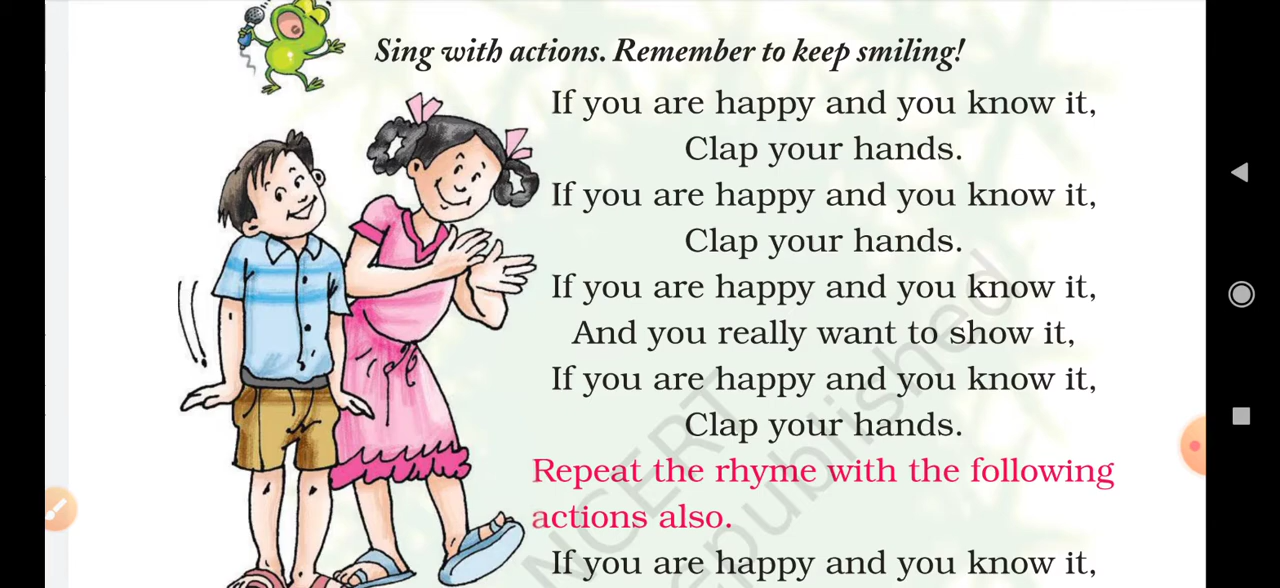 Sing with actions. Remember to keep smiling!
If you are happy and you know it,
Clap your hands.
If you are happy and you know it,
Clap your hands.
If you are happy and you know it,
And you really want to show it,
If you are happy and you know it,
Clap your hands.
Repeat the rhyme with the following
actions also.
If you are happy and you know it,
NCERT
republished